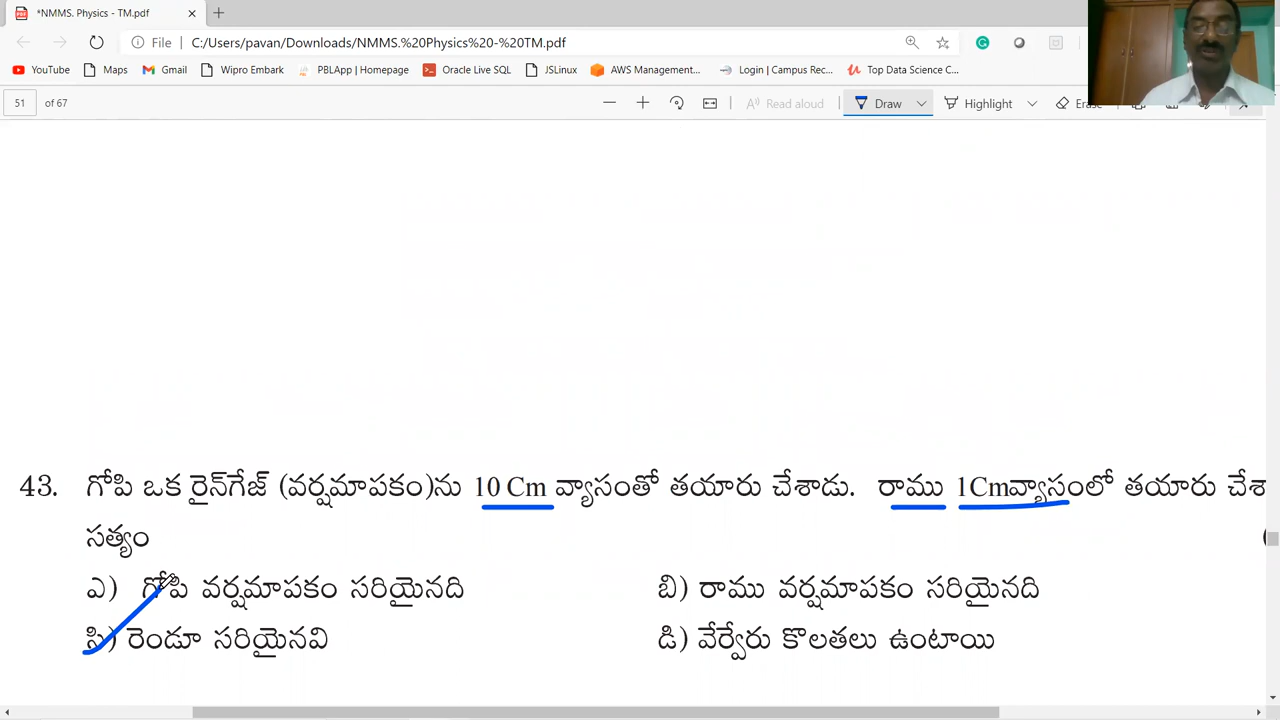 *NMMS. Physics - TM.pdf
File C:/Users/pavan/Downloads/NMMS.%20Physics%20-%20TM.pdf
YouTube Maps Gmail Wipro Embark PBLApp | Homepage Oracle Live SQL JSLinux AWS Management... Login | Campus Rec... Top Data Science C...
51 of 67 Read aloud Draw Highlight Erase
43. గోపి ఒక రైన్‌గేజ్ (వర్షమాపకం)ను 10 Cm వ్యాసంతో తయారు చేశాడు. రాము 1Cmవ్యాసంలో తయారు చేశ
సత్యం
ఎ) గోపి వర్షమాపకం సరియైనది బి) రాము వర్షమాపకం సరియైనది
సి) రెండూ సరియైనవి డి) వేర్వేరు కొలతలు ఉంటాయి